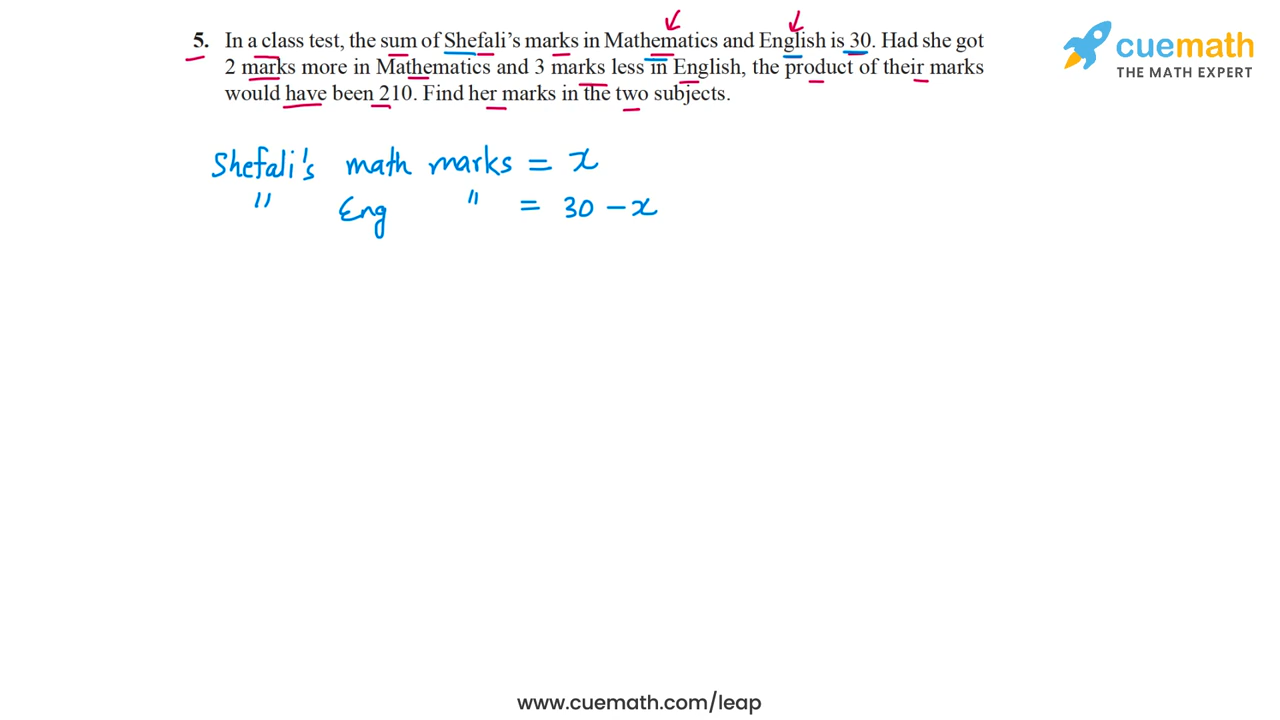 5. In a class test, the sum of Shefali's marks in Mathematics and English is 30. Had she got
2 marks more in Mathematics and 3 marks less in English, the product of their marks
would have been 210. Find her marks in the two subjects.
cuemath
THE MATH EXPERT
Shefali's math marks = x
" Eng " = 30 - x
www.cuemath.com/leap